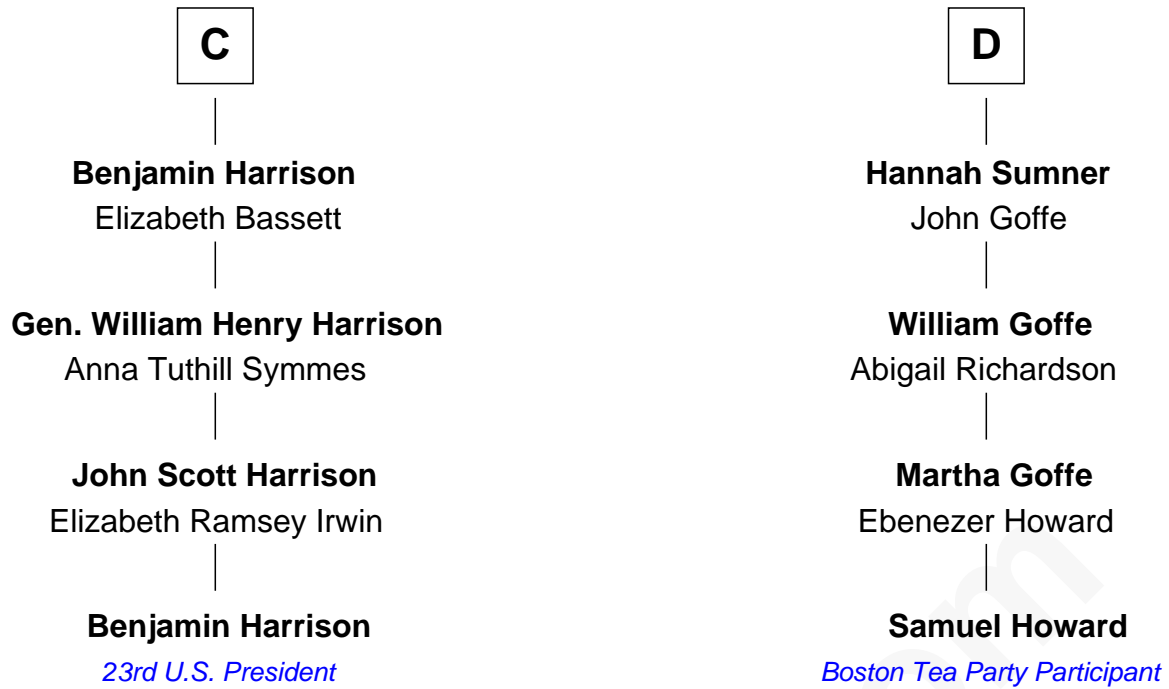 C
Benjamin Harrison
Elizabeth Bassett
Gen. William Henry Harrison
Anna Tuthill Symmes
John Scott Harrison
Elizabeth Ramsey Irwin
Benjamin Harrison
23rd U.S. President
D
Hannah Sumner
John Goffe
William Goffe
Abigail Richardson
Martha Goffe
Ebenezer Howard
Samuel Howard
Boston Tea Party Participant